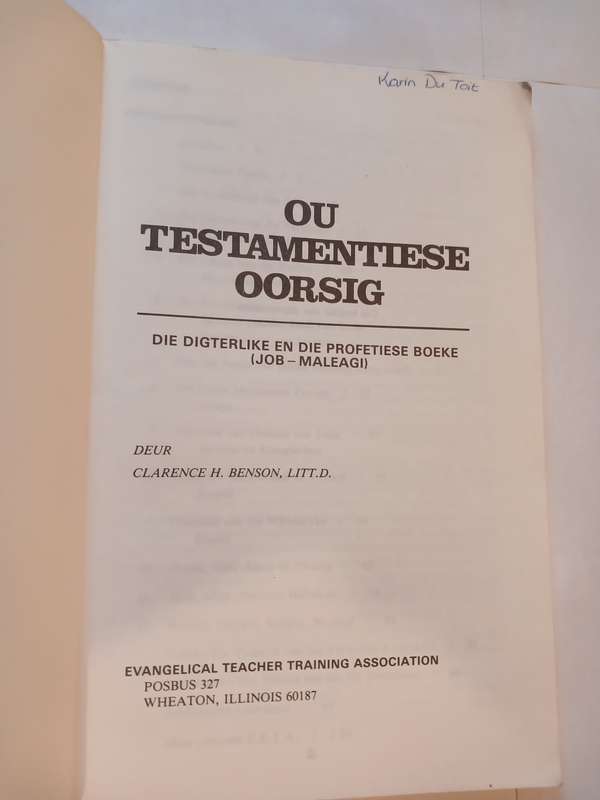 Karin Du Toit
OU
TESTAMENTIESE
OORSIG
DIE DIGTERLIKE EN DIE PROFETIESE BOEKE
(JOB – MALEAGI)
DEUR
CLARENCE H. BENSON, LITT.D.
EVANGELICAL TEACHER TRAINING ASSOCIATION
POSBUS 327
WHEATON, ILLINOIS 60187